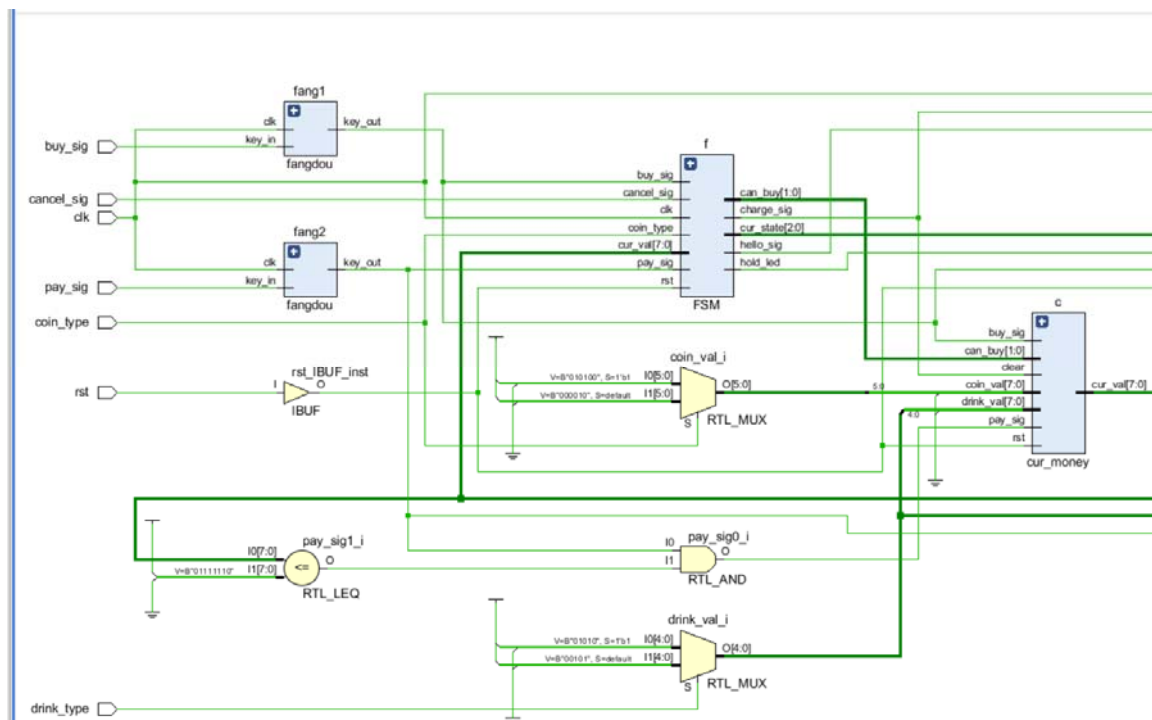 fang1
clk
key_in
key_out
fangdou
buy_sig
cancel_sig
clk
fang2
clk
key_in
key_out
fangdou
pay_sig
coin_type
rst
rst_IBUF_inst
I
O
IBUF
f
buy_sig
cancel_sig
clk
coin_type
cur_val[7:0]
pay_sig
rst
can_buy[1:0]
charge_sig
cur_state[2:0]
hello_sig
hold_led
FSM
coin_val_i
V=B"010100", S=1'b1
I0[5:0]
V=B"000010", S=default
I1[5:0]
O[5:0]
S
RTL_MUX
5:0
4:0
c
buy_sig
can_buy[1:0]
clear
coin_val[7:0]
drink_val[7:0]
pay_sig
rst
cur_val[7:0]
cur_money
pay_sig1_i
I0[7:0]
V=B"01111110"
I1[7:0]
<=
O
RTL_LEQ
pay_sig0_i
I0
I1
O
RTL_AND
drink_val_i
V=B"01010", S=1'b1
I0[4:0]
V=B"00101", S=default
I1[4:0]
O[4:0]
S
RTL_MUX
drink_type